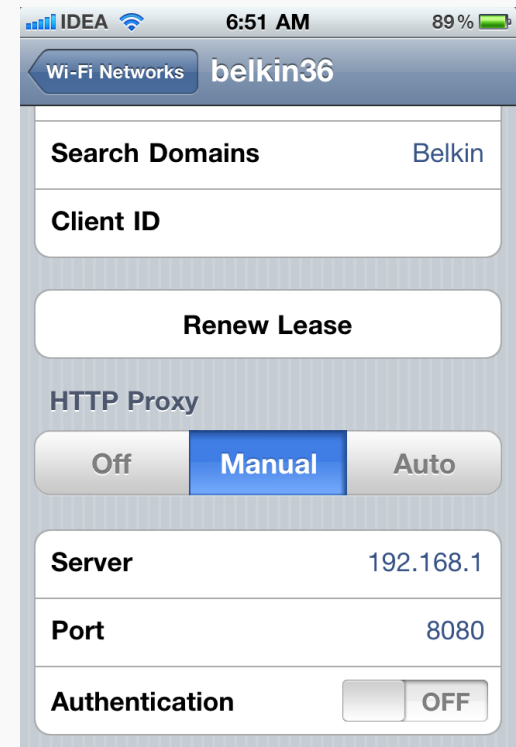 IDEA 6:51 AM 89%
Wi-Fi Networks belkin36
Search Domains Belkin
Client ID
Renew Lease
HTTP Proxy
Off Manual Auto
Server 192.168.1
Port 8080
Authentication OFF